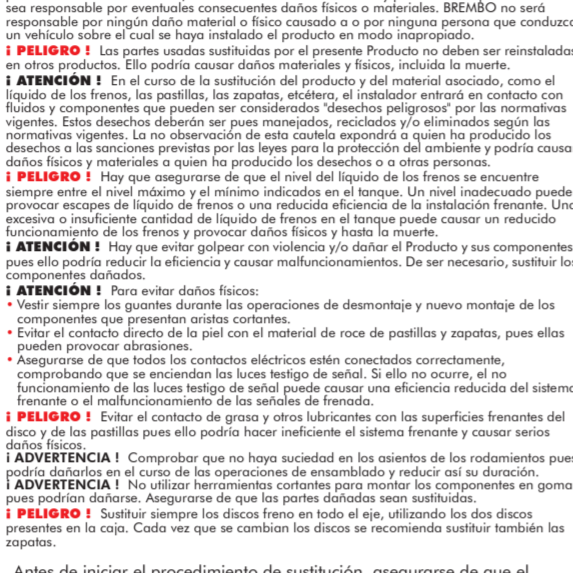 sea responsable por eventuales consecuentes daños físicos o materiales. BREMBO no será
responsable por ningún daño material o físico causado a o por ninguna persona que conduzca
un vehículo sobre el cual se haya instalado el producto en modo inapropiado.
¡ PELIGRO ! Las partes usadas sustituidas por el presente Producto no deben ser reinstaladas
en otros productos. Ello podría causar daños materiales y físicos, incluida la muerte.
¡ ATENCIÓN ! En el curso de la sustitución del producto y del material asociado, como el
líquido de los frenos, las pastillas, las zapatas, etcétera, el instalador entrará en contacto con
fluidos y componentes que pueden ser considerados "desechos peligrosos" por las normativas
vigentes. Estos desechos deberán ser pues manejados, reciclados y/o eliminados según las
normativas vigentes. La no observación de esta cautela expondrá a quien ha producido los
desechos a las sanciones previstas por las leyes para la protección del ambiente y podría causa
daños físicos y materiales a quien ha producido los desechos o a otras personas.
¡ PELIGRO ! Hay que asegurarse de que el nivel del líquido de los frenos se encuentre
siempre entre el nivel máximo y el mínimo indicados en el tanque. Un nivel inadecuado puede
provocar escapes de líquido de frenos o una reducida eficiencia de la instalación frenante. Una
excesiva o insuficiente cantidad de líquido de frenos en el tanque puede causar un reducido
funcionamiento de los frenos y provocar daños físicos y hasta la muerte.
¡ ATENCIÓN ! Hay que evitar golpear con violencia y/o dañar el Producto y sus componentes
pues ello podría reducir la eficiencia y causar malfuncionamientos. De ser necesario, sustituir los
componentes dañados.
¡ ATENCIÓN ! Para evitar daños físicos:
• Vestir siempre los guantes durante las operaciones de desmontaje y nuevo montaje de los
componentes que presentan aristas cortantes.
• Evitar el contacto directo de la piel con el material de roce de pastillas y zapatas, pues ellas
pueden provocar abrasiones.
• Asegurarse de que todos los contactos eléctricos estén conectados correctamente,
comprobando que se enciendan las luces testigo de señal. Si ello no ocurre, el no
funcionamiento de las luces testigo de señal puede causar una eficiencia reducida del sistema
frenante o el malfuncionamiento de las señales de frenada.
¡ PELIGRO ! Evitar el contacto de grasa y otros lubricantes con las superficies frenantes del
disco y de las pastillas pues ello podría hacer ineficiente el sistema frenante y causar serios
daños físicos.
¡ ADVERTENCIA ! Comprobar que no haya suciedad en los asientos de los rodamientos pues
podría dañarlos en el curso de las operaciones de ensamblado y reducir así su duración.
¡ ADVERTENCIA ! No utilizar herramientas cortantes para montar los componentes en goma
pues podrían dañarse. Asegurarse de que las partes dañadas sean sustituidas.
¡ PELIGRO ! Sustituir siempre los discos freno en todo el eje, utilizando los dos discos
presentes en la caja. Cada vez que se cambian los discos se recomienda sustituir también las
zapatas.
Antes de iniciar el procedimiento de sustitución, asegurarse de que el